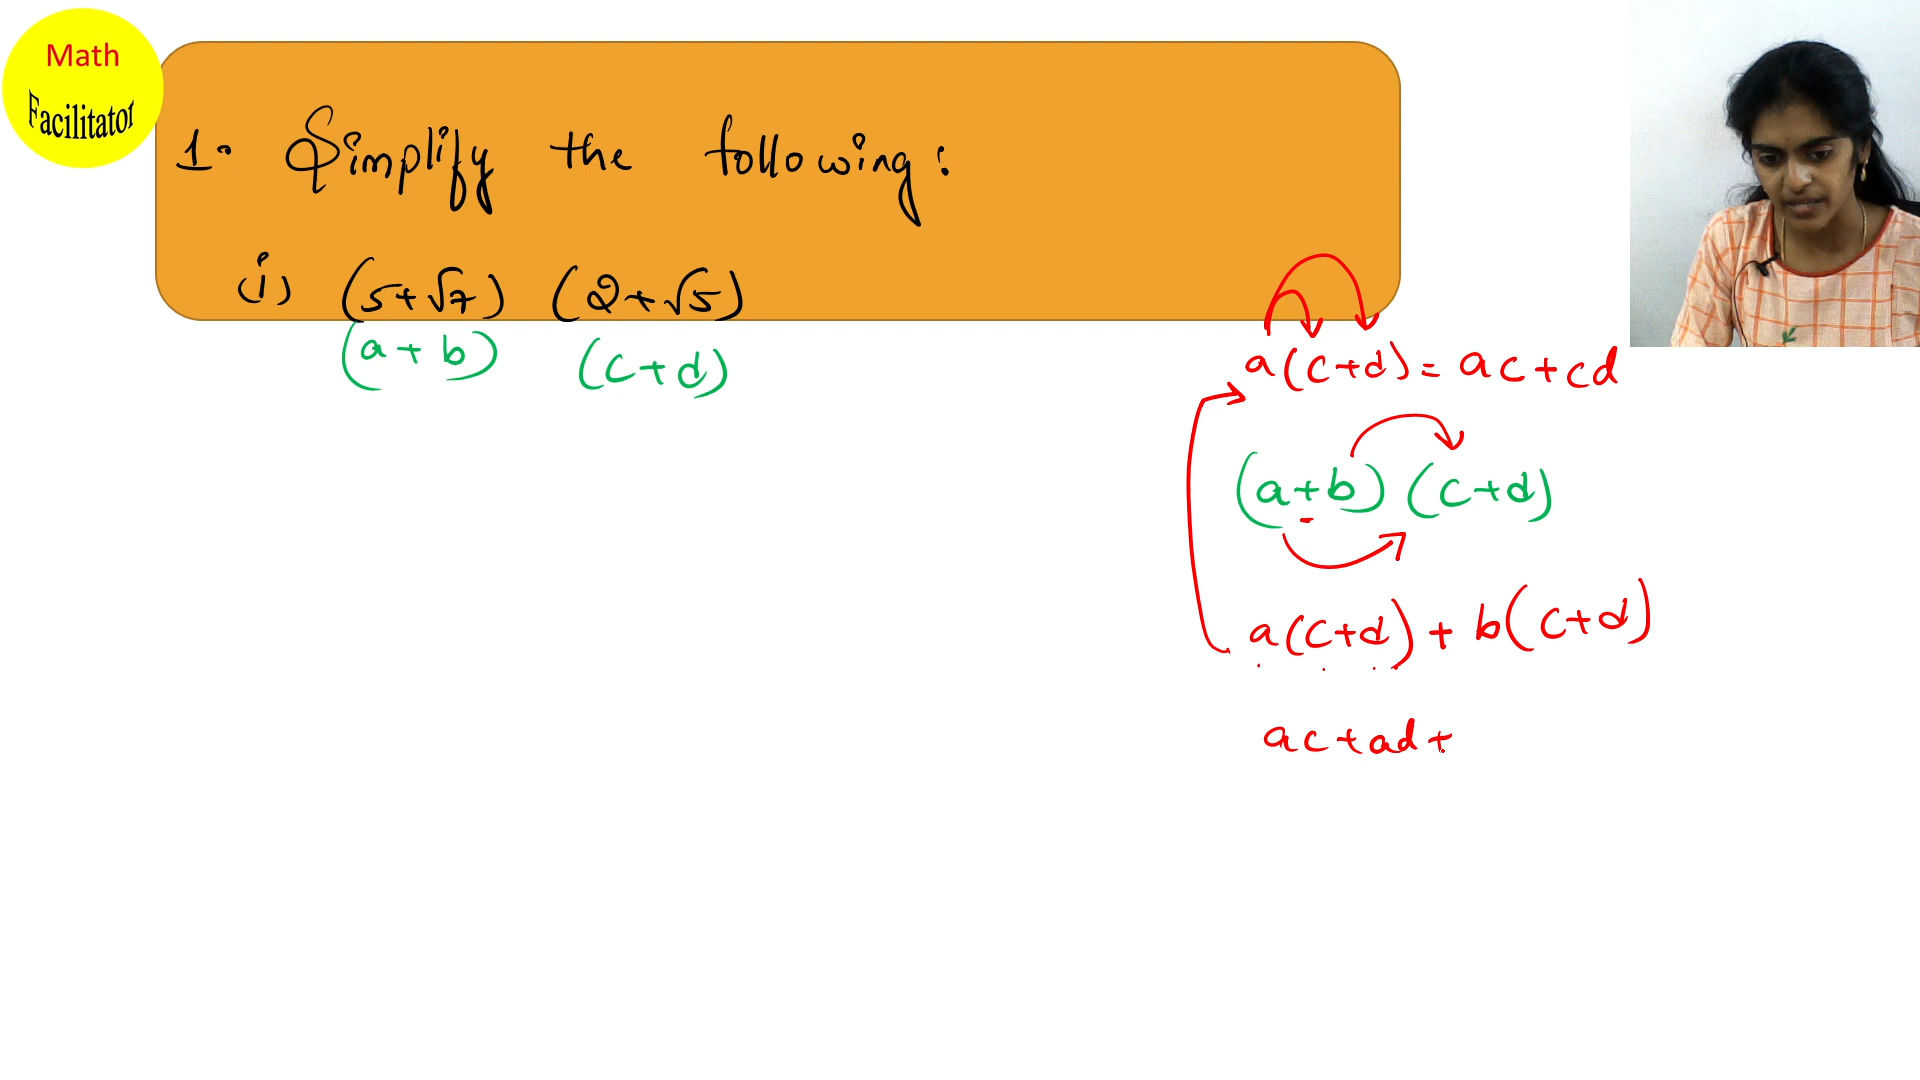 Math
Facilitator
1. Simplify the following:
(i) (5+√7) (2+√5)
(a+b) (c+d)
a(c+d) = ac+cd
(a+b) (c+d)
a(c+d) + b(c+d)
ac+ad+